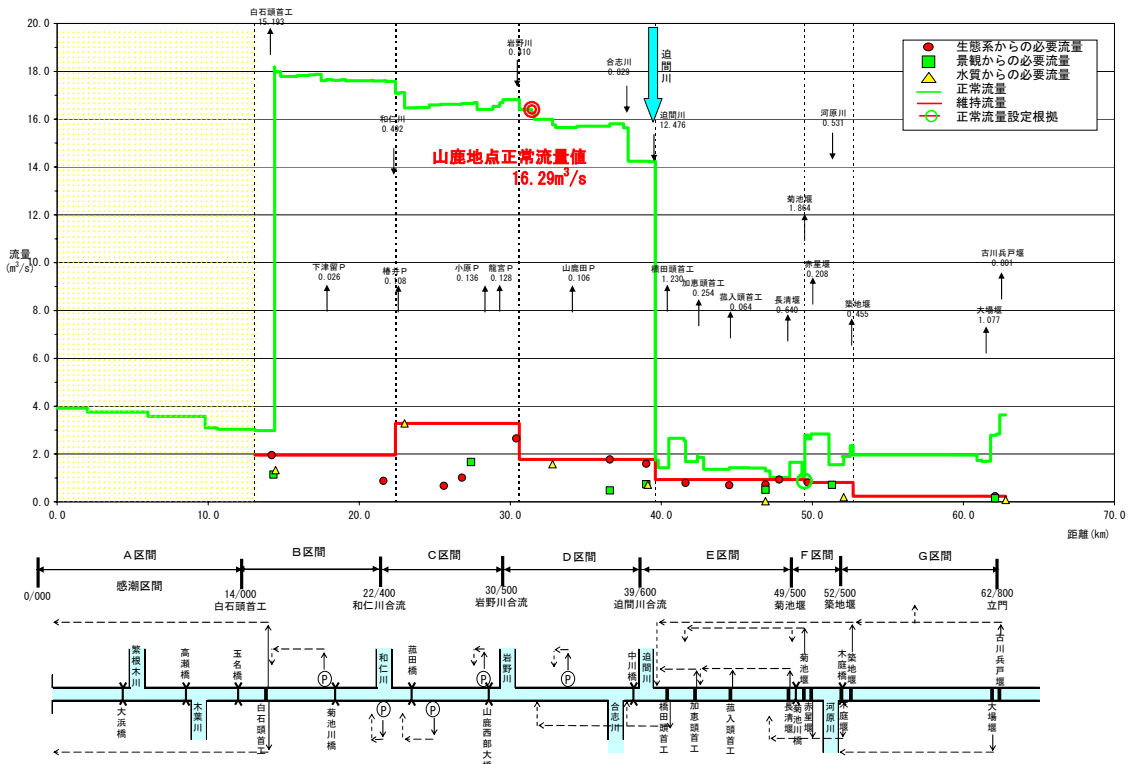 20.0
18.0
16.0
14.0
12.0
10.0
8.0
6.0
4.0
2.0
0.0
流量
(m³/s)
0.0
10.0
20.0
30.0
40.0
50.0
60.0
70.0
距離(km)
白石頭首工
15.193
和仁川
0.492
岩野川
0.310
合志川
0.829
迫間川
迫間川
12.476
河原川
0.531
菊池堰
1.864
生態系からの必要流量
景観からの必要流量
水質からの必要流量
正常流量
維持流量
正常流量設定根拠
山鹿地点正常流量値
16.29m³/s
下津留P
0.026
椿井P
0.108
小原P
0.136
龍宮P
0.128
山鹿田P
0.106
橋田頭首工
1.230
加恵頭首工
0.254
菰入頭首工
0.064
長清堰
0.640
赤星堰
0.208
築地堰
0.455
大場堰
1.077
古川兵戸堰
0.801
A区間
B区間
C区間
D区間
E区間
F区間
G区間
感潮区間
0/000
14/000
白石頭首工
22/400
和仁川合流
30/500
岩野川合流
39/600
迫間川合流
49/500
菊池堰
52/500
築地堰
62/800
立門
繁根木川
高瀬橋
玉名橋
和仁川
菰田橋
岩野川
中川橋
迫間川
菊池堰
木庭橋
築地堰
古川兵戸堰
P
P
P
P
P
大浜橋
木葉川
白石頭首工
菊池川橋
山鹿西部大橋
合志川
橋田頭首工
加恵頭首工
菰入頭首工
長清堰
菊池川橋
赤星堰
河原川
木庭堰
大場堰